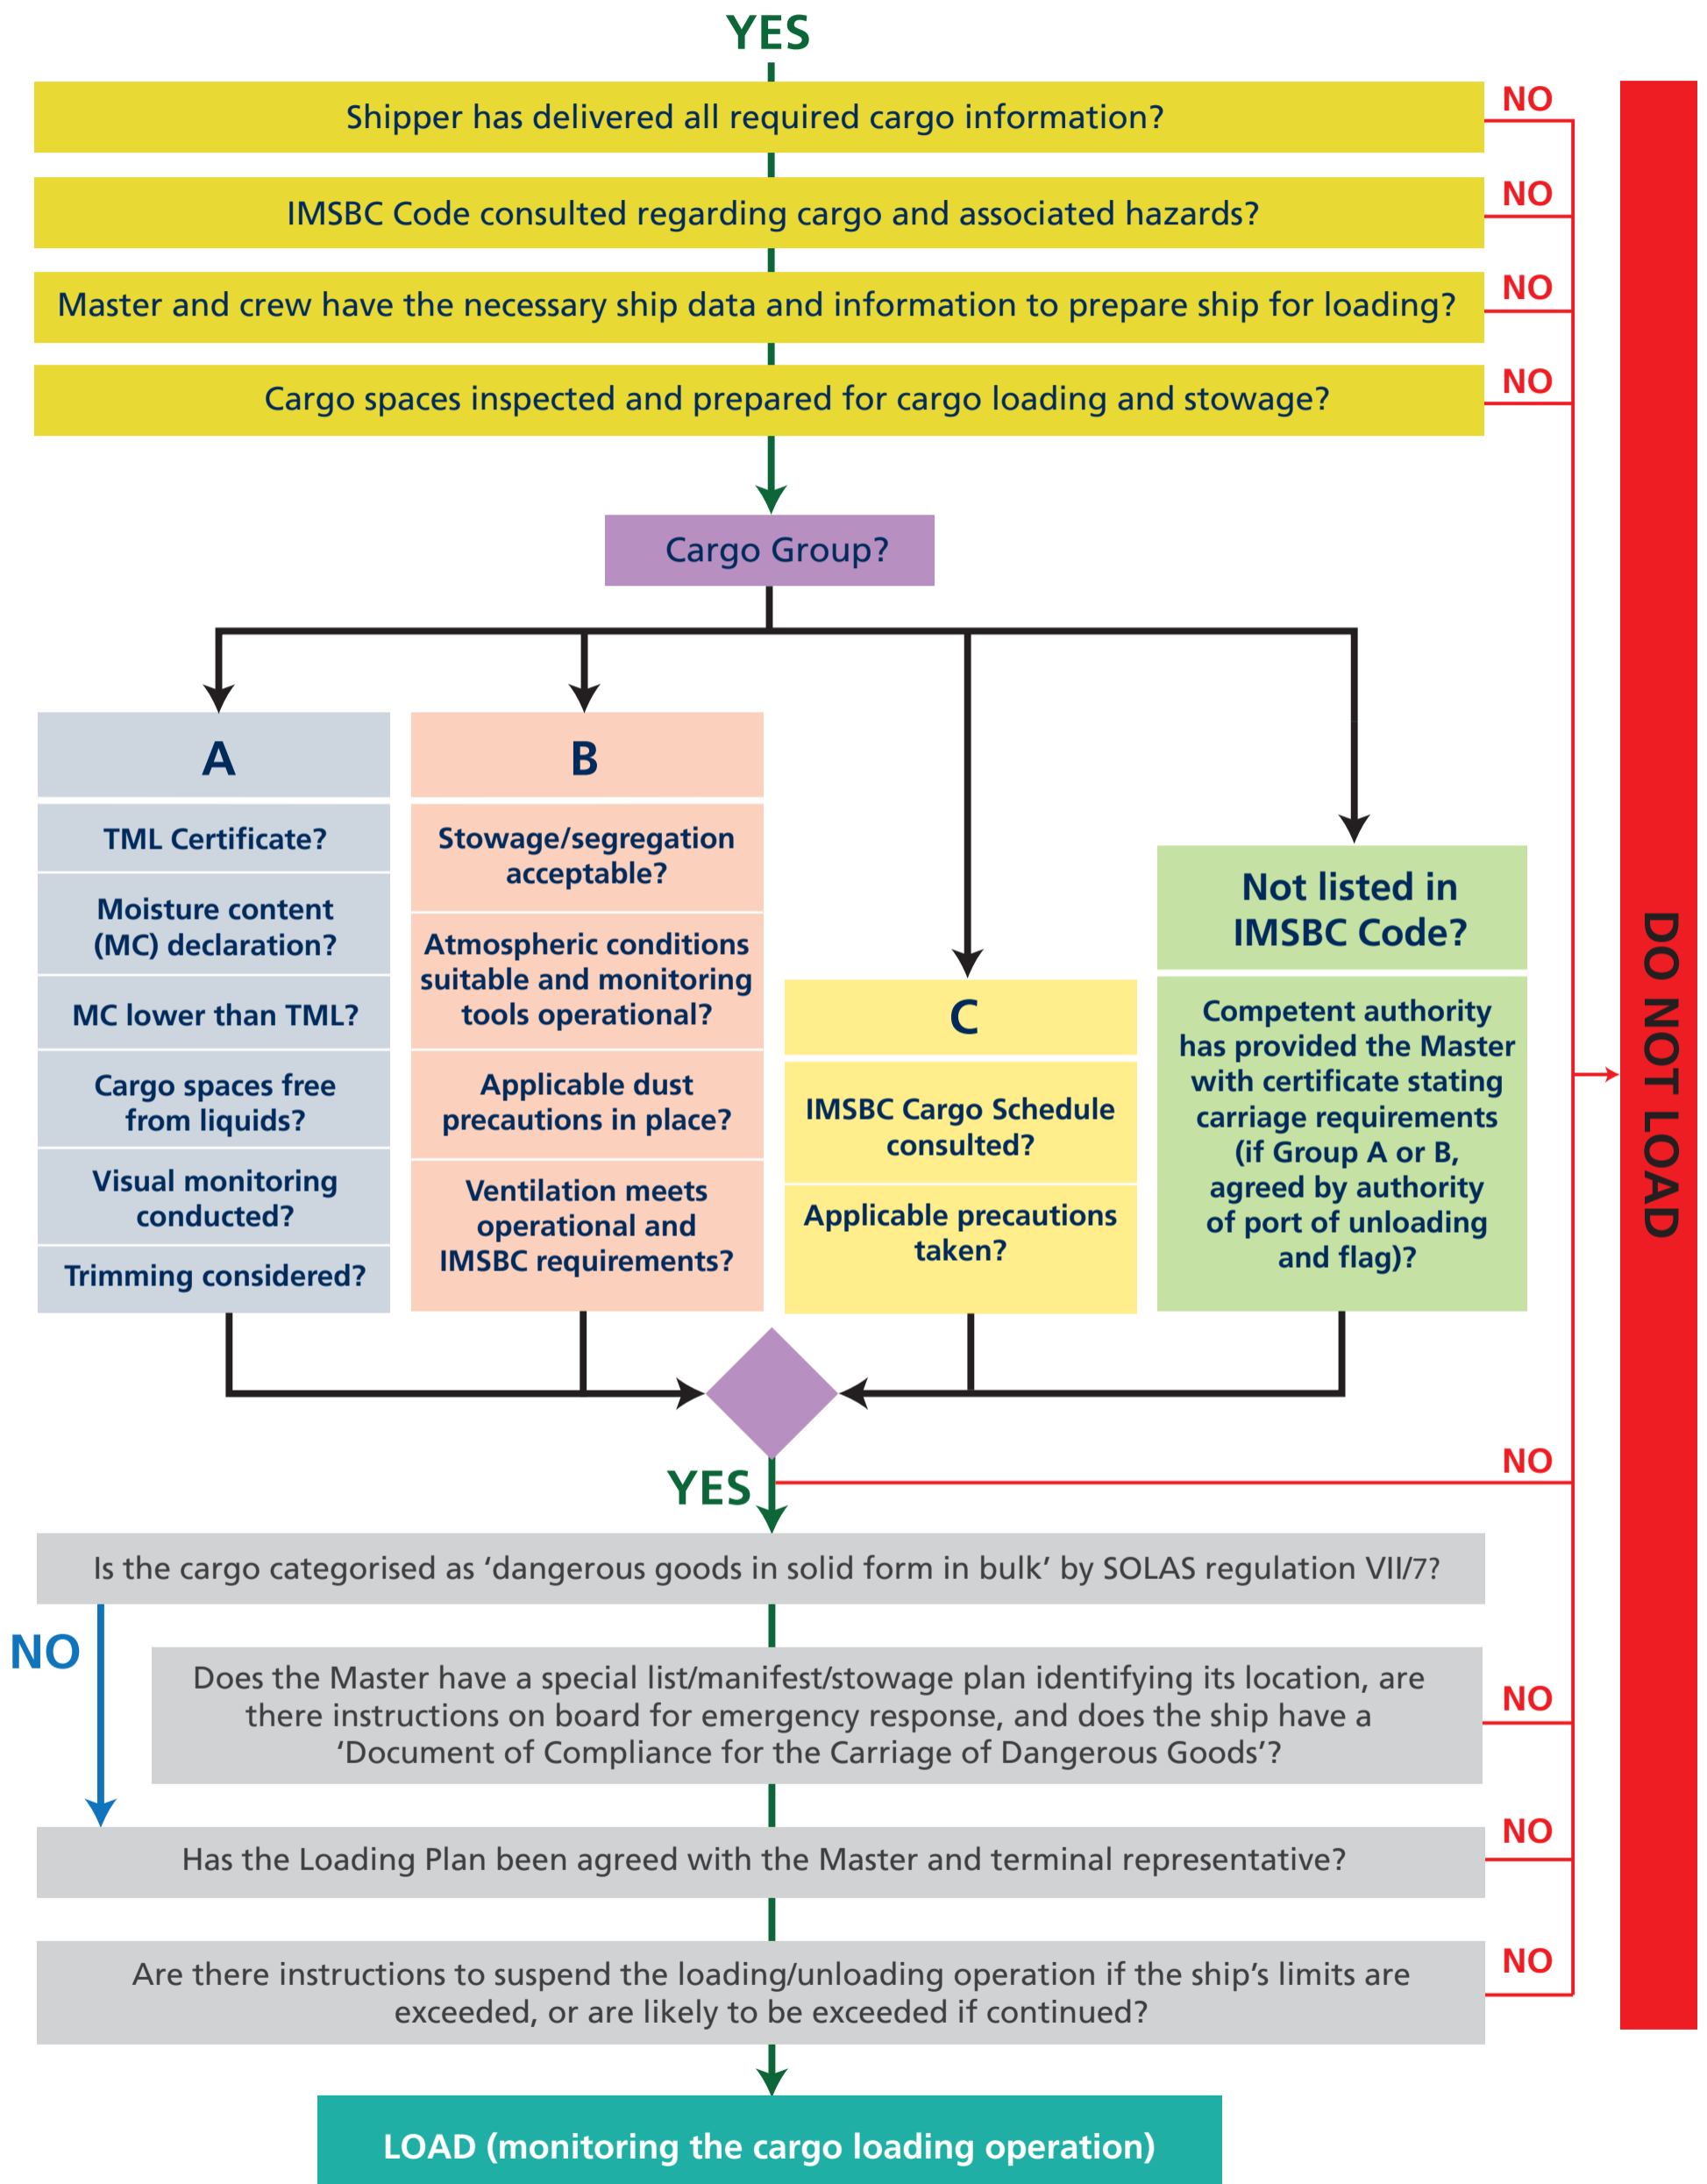 YES
Shipper has delivered all required cargo information?
NO
IMSBC Code consulted regarding cargo and associated hazards?
NO
Master and crew have the necessary ship data and information to prepare ship for loading?
NO
Cargo spaces inspected and prepared for cargo loading and stowage?
NO
Cargo Group?
A
TML Certificate?
Moisture content
(MC) declaration?
MC lower than TML?
Cargo spaces free
from liquids?
Visual monitoring
conducted?
Trimming considered?
B
Stowage/segregation
acceptable?
Atmospheric conditions
suitable and monitoring
tools operational?
Applicable dust
precautions in place?
Ventilation meets
operational and
IMSBC requirements?
C
IMSBC Cargo Schedule
consulted?
Applicable precautions
taken?
Not listed in
IMSBC Code?
Competent authority
has provided the Master
with certificate stating
carriage requirements
(if Group A or B,
agreed by authority
of port of unloading
and flag)?
DO NOT LOAD
NO
YES
Is the cargo categorised as ‘dangerous goods in solid form in bulk’ by SOLAS regulation VII/7?
NO
Does the Master have a special list/manifest/stowage plan identifying its location, are
there instructions on board for emergency response, and does the ship have a
‘Document of Compliance for the Carriage of Dangerous Goods’?
NO
Has the Loading Plan been agreed with the Master and terminal representative?
NO
Are there instructions to suspend the loading/unloading operation if the ship’s limits are
exceeded, or are likely to be exceeded if continued?
NO
LOAD (monitoring the cargo loading operation)